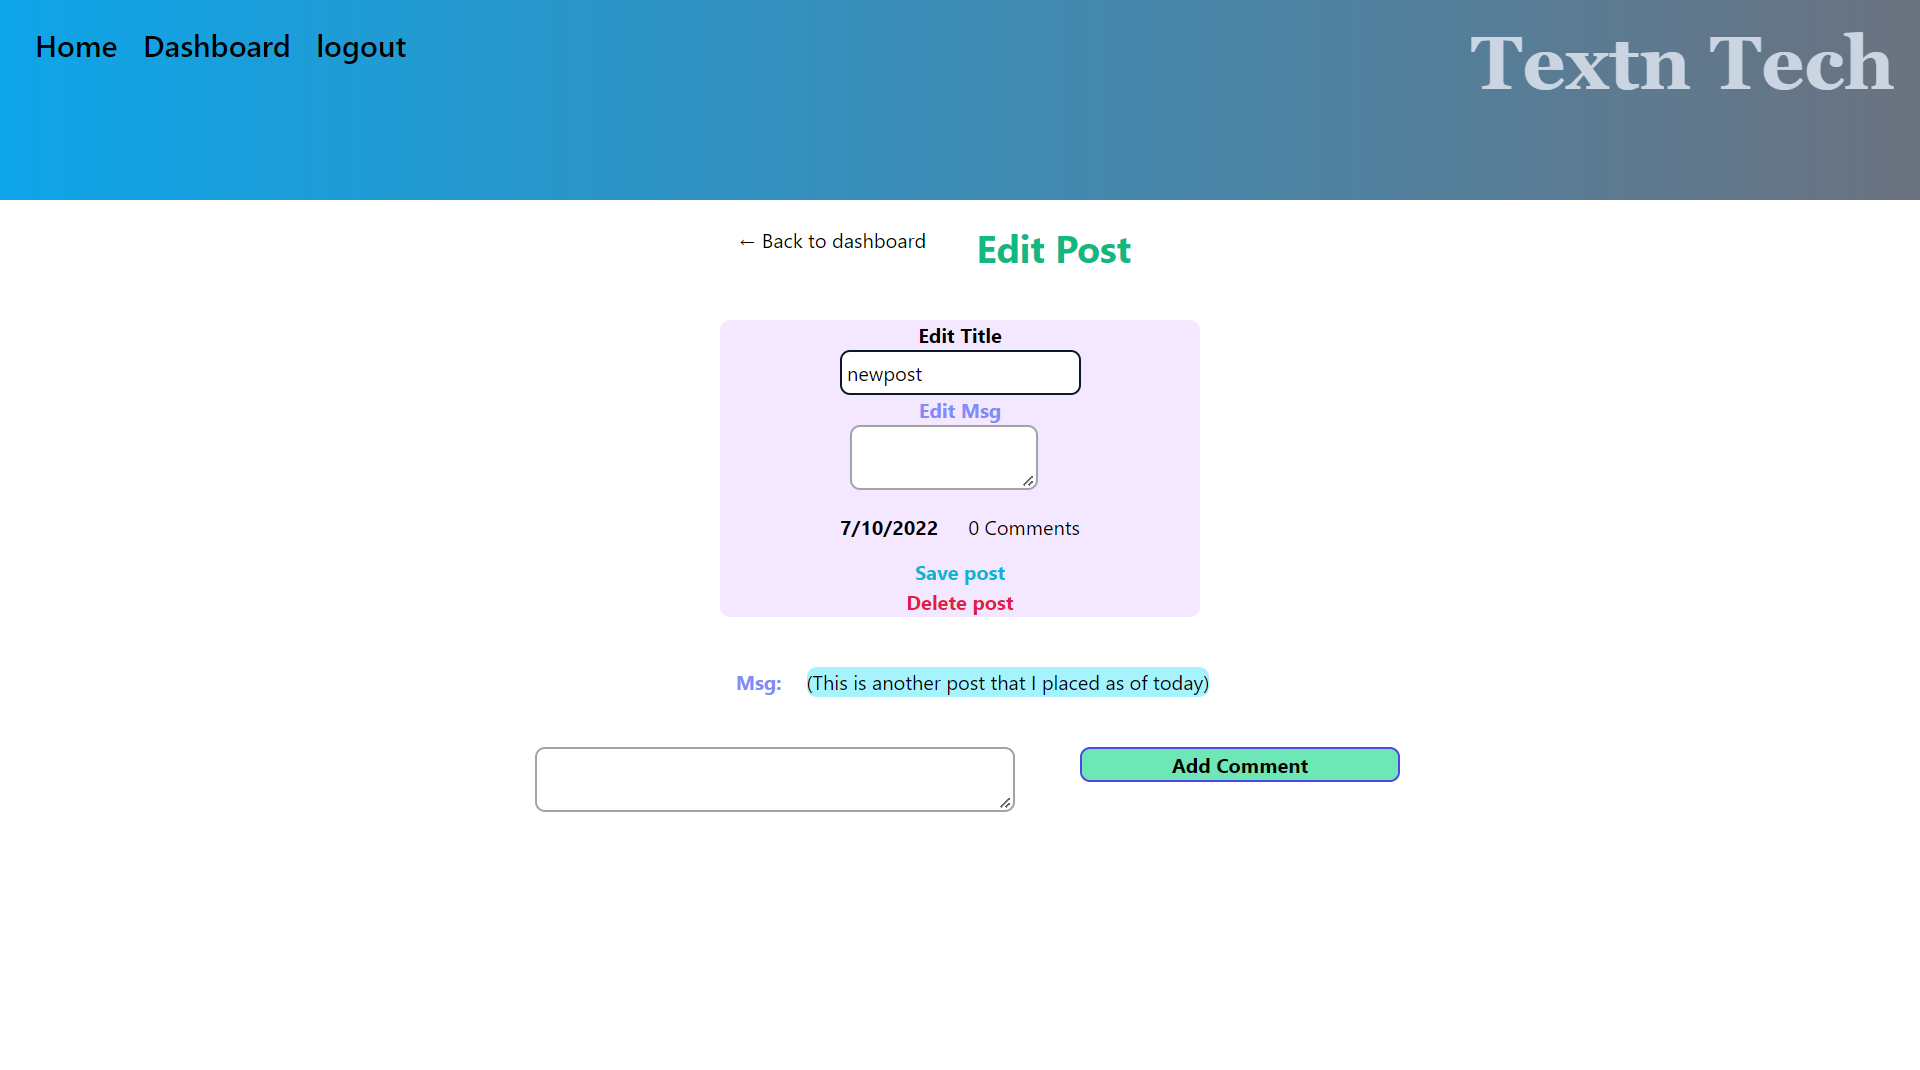 Home Dashboard logout
Textn Tech
← Back to dashboard
Edit Post
Edit Title
newpost
Edit Msg
7/10/2022 0 Comments
Save post
Delete post
Msg: (This is another post that I placed as of today)
Add Comment